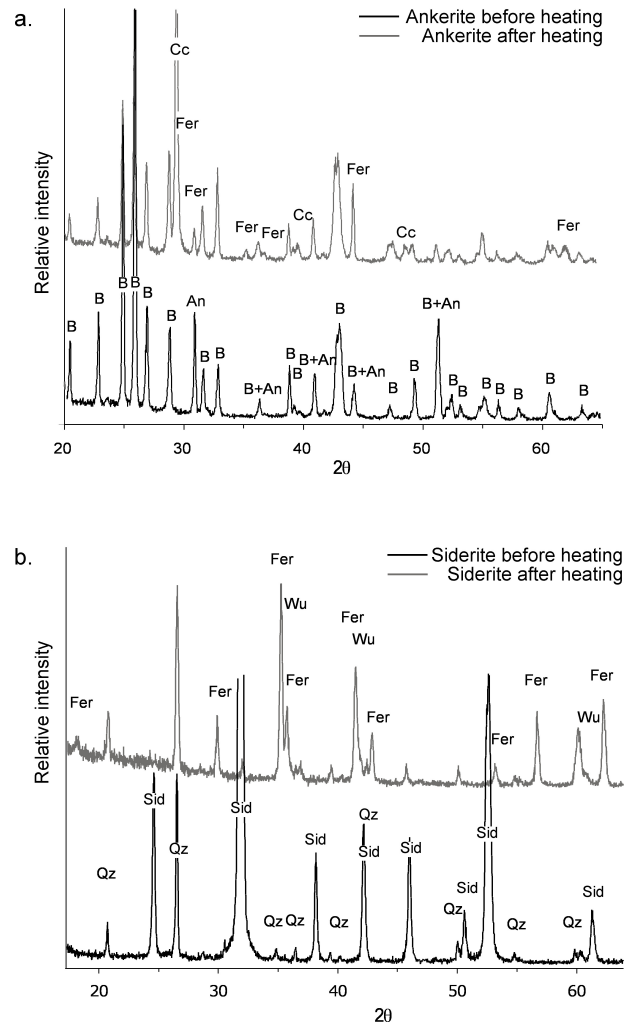 a.
Ankerite before heating
Ankerite after heating
Cc
Fer
Fer
Fer
Fer
Cc
Fer
Cc
Fer
Relative intensity
B
B
B
B
B
B
An
B
B
B+An
B
B
B+An
B
B+An
B
B
B+An
B
B
B
B
B
B
B
20
30
40
50
60
2θ
b.
Siderite before heating
Siderite after heating
Fer
Wu
Fer
Wu
Fer
Fer
Fer
Fer
Fer
Fer
Wu
Fer
Relative intensity
Qz
Sid
Qz
Sid
Qz
Qz
Sid
Qz
Qz
Sid
Sid
Qz
Sid
Sid
Qz
Qz
Sid
20
30
40
50
60
2θ